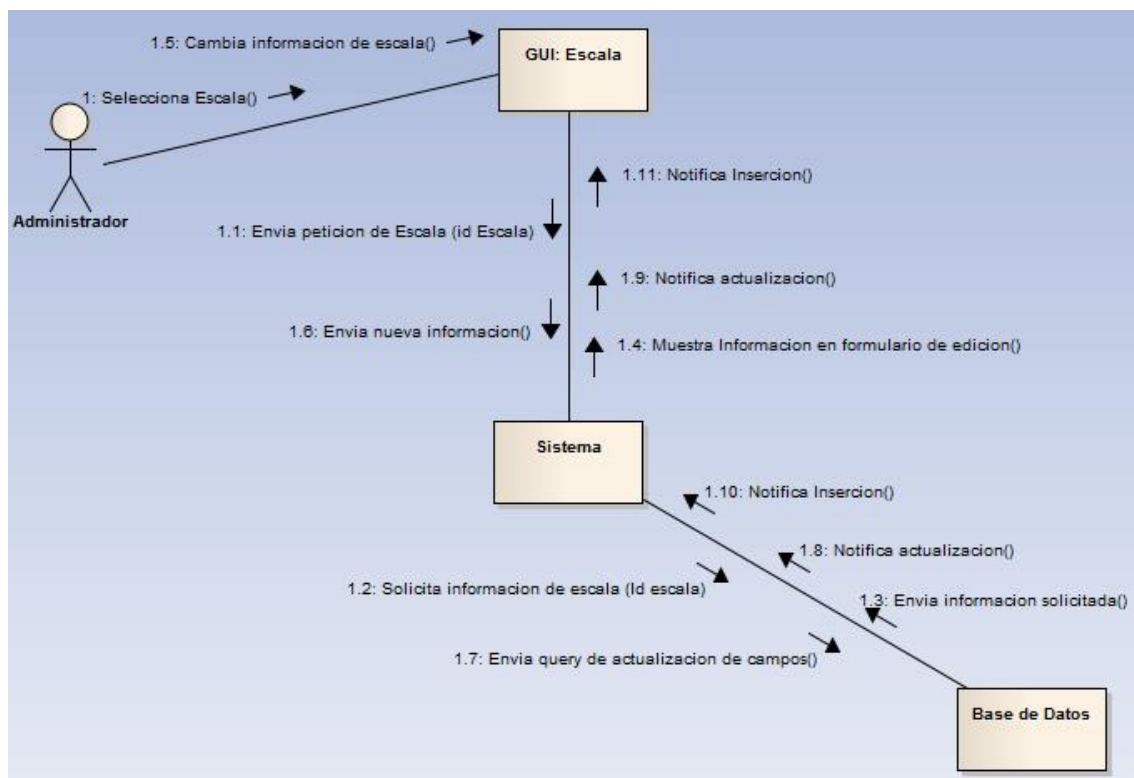 1.5: Cambia informacion de escala()
GUI: Escala
1: Selecciona Escala()
Administrador
1.11: Notifica Insercion()
1.1: Envia peticion de Escala (id Escala)
1.9: Notifica actualizacion()
1.6: Envia nueva informacion()
1.4: Muestra Informacion en formulario de edicion()
Sistema
1.10: Notifica Insercion()
1.8: Notifica actualizacion()
1.2: Solicita informacion de escala (Id escala)
1.3: Envia informacion solicitada()
1.7: Envia query de actualizacion de campos()
Base de Datos